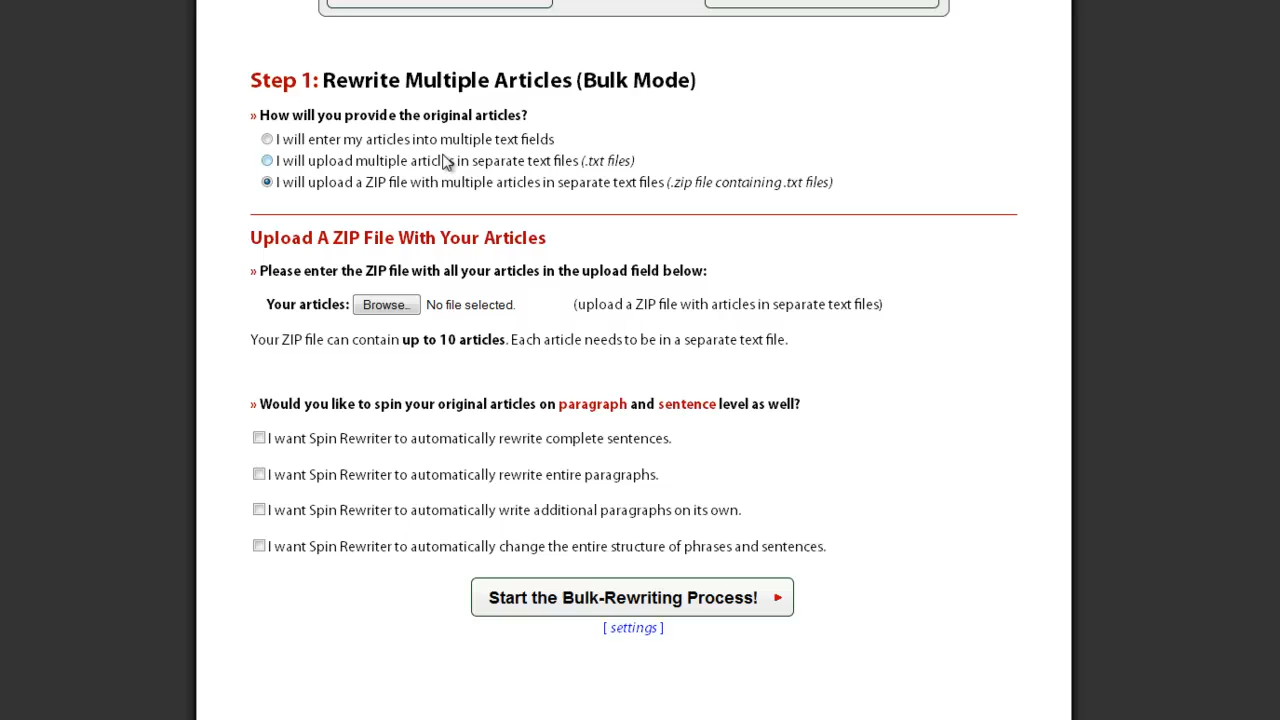 Step 1: Rewrite Multiple Articles (Bulk Mode)
» How will you provide the original articles?
I will enter my articles into multiple text fields
I will upload multiple articles in separate text files (.txt files)
I will upload a ZIP file with multiple articles in separate text files (.zip file containing .txt files)
Upload A ZIP File With Your Articles
» Please enter the ZIP file with all your articles in the upload field below:
Your articles: Browse.. No file selected. (upload a ZIP file with articles in separate text files)
Your ZIP file can contain up to 10 articles. Each article needs to be in a separate text file.
» Would you like to spin your original articles on paragraph and sentence level as well?
I want Spin Rewriter to automatically rewrite complete sentences.
I want Spin Rewriter to automatically rewrite entire paragraphs.
I want Spin Rewriter to automatically write additional paragraphs on its own.
I want Spin Rewriter to automatically change the entire structure of phrases and sentences.
Start the Bulk-Rewriting Process!
[ settings ]